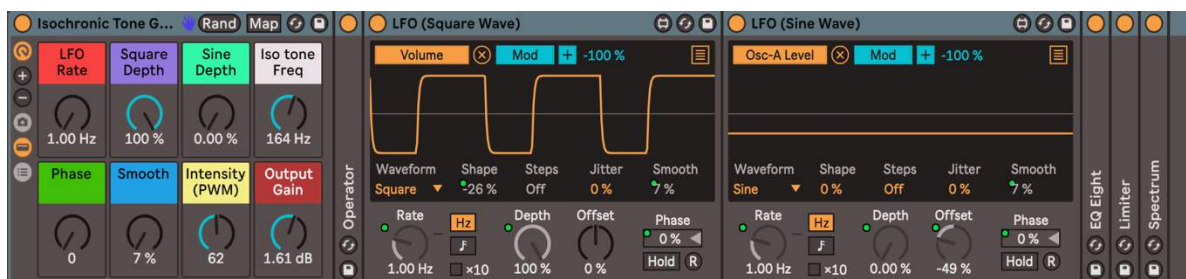 Isochronic Tone G... Rand Map
LFO Rate
Square Depth
Sine Depth
Iso tone Freq
1.00 Hz
100 %
0.00 %
164 Hz
Phase
Smooth
Intensity (PWM)
Output Gain
0
7 %
62
1.61 dB
Operator
LFO (Square Wave)
Volume Mod + -100 %
Waveform Shape Steps Jitter Smooth
Square -26 % Off 0 % 7 %
Rate Hz Depth Offset Phase
0 %
1.00 Hz ×10 100 % 0 % Hold R
LFO (Sine Wave)
Osc-A Level Mod + -100 %
Waveform Shape Steps Jitter Smooth
Sine 0 % Off 0 % 7 %
Rate Hz Depth Offset Phase
0 %
1.00 Hz ×10 0.00 % -49 % Hold R
EQ Eight
Limiter
Spectrum